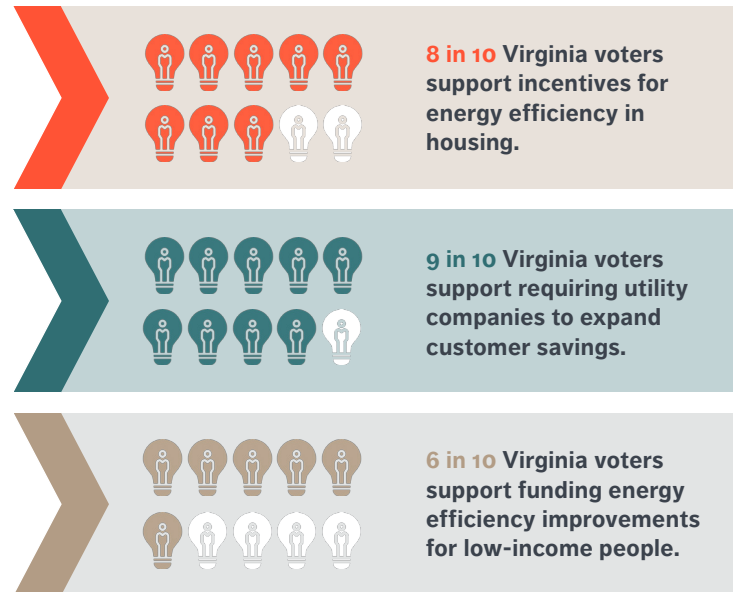 8 in 10 Virginia voters
support incentives for
energy efficiency in
housing.
9 in 10 Virginia voters
support requiring utility
companies to expand
customer savings.
6 in 10 Virginia voters
support funding energy
efficiency improvements
for low-income people.